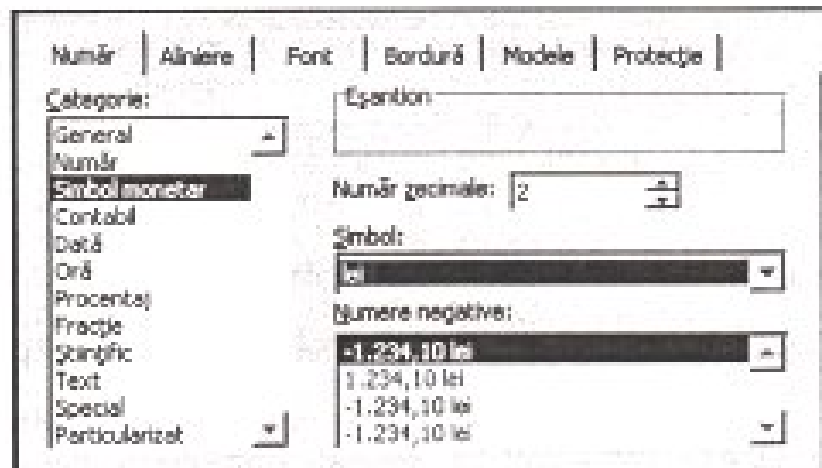 Număr Aliniere Font Bordură Modele Protecție
Categorie:
General
Număr
Simbol monetar
Contabil
Dată
Oră
Procentaj
Fracție
Științific
Text
Special
Particularizat
Eșantion
Număr zecimale: 2
Simbol:
lei
Numere negative:
-1.234,10 lei
1.234,10 lei
-1.234,10 lei
-1.234,10 lei